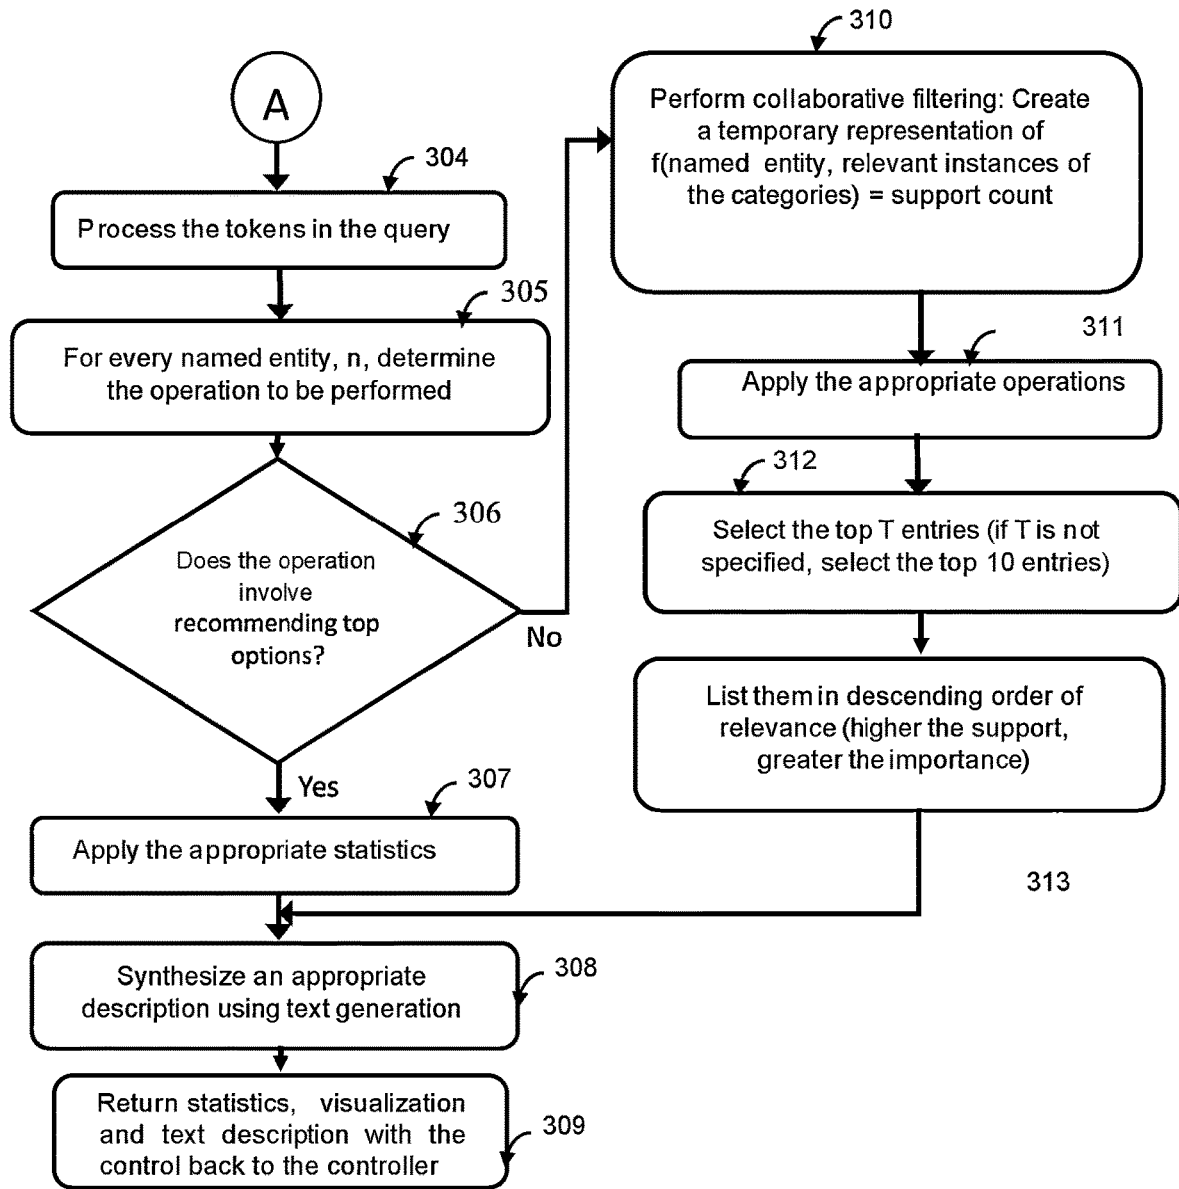 A
304
Process the tokens in the query
305
For every named entity, n, determine
the operation to be performed
306
Does the operation
involve
recommending top
options?
No
Yes
307
Apply the appropriate statistics
308
Synthesize an appropriate
description using text generation
309
Return statistics, visualization
and text description with the
control back to the controller
310
Perform collaborative filtering: Create
a temporary representation of
f(named entity, relevant instances of
the categories) = support count
311
Apply the appropriate operations
312
Select the top T entries (if T is not
specified, select the top 10 entries)
List them in descending order of
relevance (higher the support,
greater the importance)
313